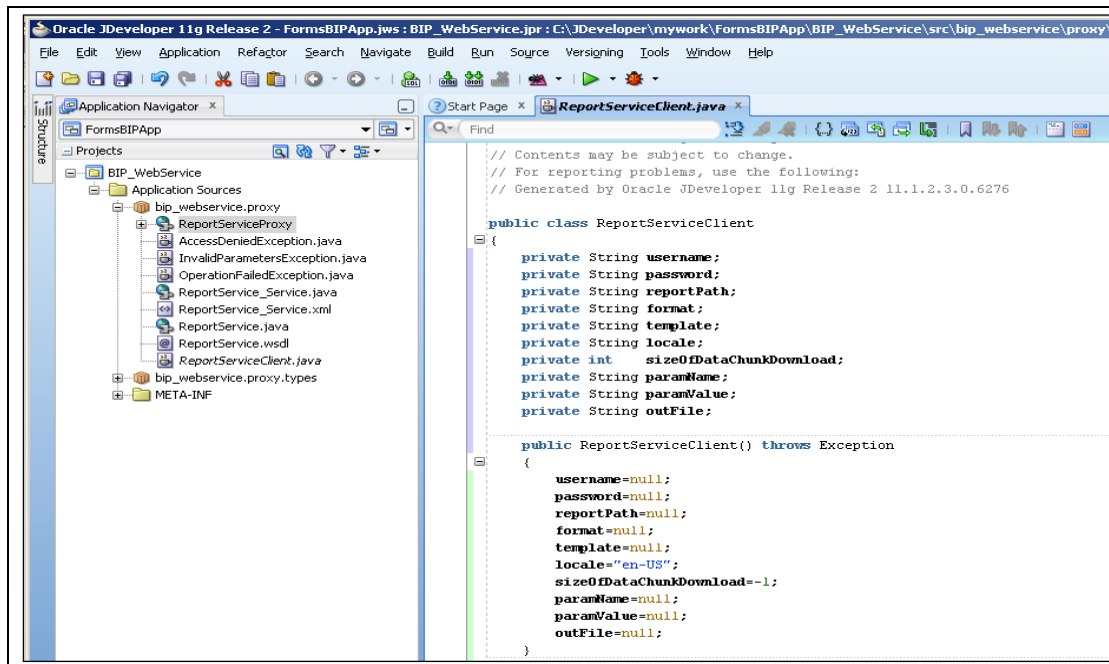 Oracle JDeveloper 11g Release 2 - FormsBIPApp.jws : BIP_WebService.jpr : C:\JDeveloper\mywork\FormsBIPApp\BIP_WebService\src\bip_webservice\proxy\
File Edit View Application Refactor Search Navigate Build Run Source Versioning Tools Window Help
Application Navigator
Structure
FormsBIPApp
Projects
BIP_WebService
Application Sources
bip_webservice.proxy
ReportServiceProxy
AccessDeniedException.java
InvalidParametersException.java
OperationFailedException.java
ReportService_Service.java
ReportService_Service.xml
ReportService.java
ReportService.wsdl
ReportServiceClient.java
bip_webservice.proxy.types
META-INF
Start Page ReportServiceClient.java
Find
// Contents may be subject to change.
// For reporting problems, use the following:
// Generated by Oracle JDeveloper 11g Release 2 11.1.2.3.0.6276
public class ReportServiceClient
{
private String username;
private String password;
private String reportPath;
private String format;
private String template;
private String locale;
private int sizeOfDataChunkDownload;
private String paramName;
private String paramValue;
private String outFile;
public ReportServiceClient() throws Exception
{
username=null;
password=null;
reportPath=null;
format=null;
template=null;
locale="en-US";
sizeOfDataChunkDownload=-1;
paramName=null;
paramValue=null;
outFile=null;
}